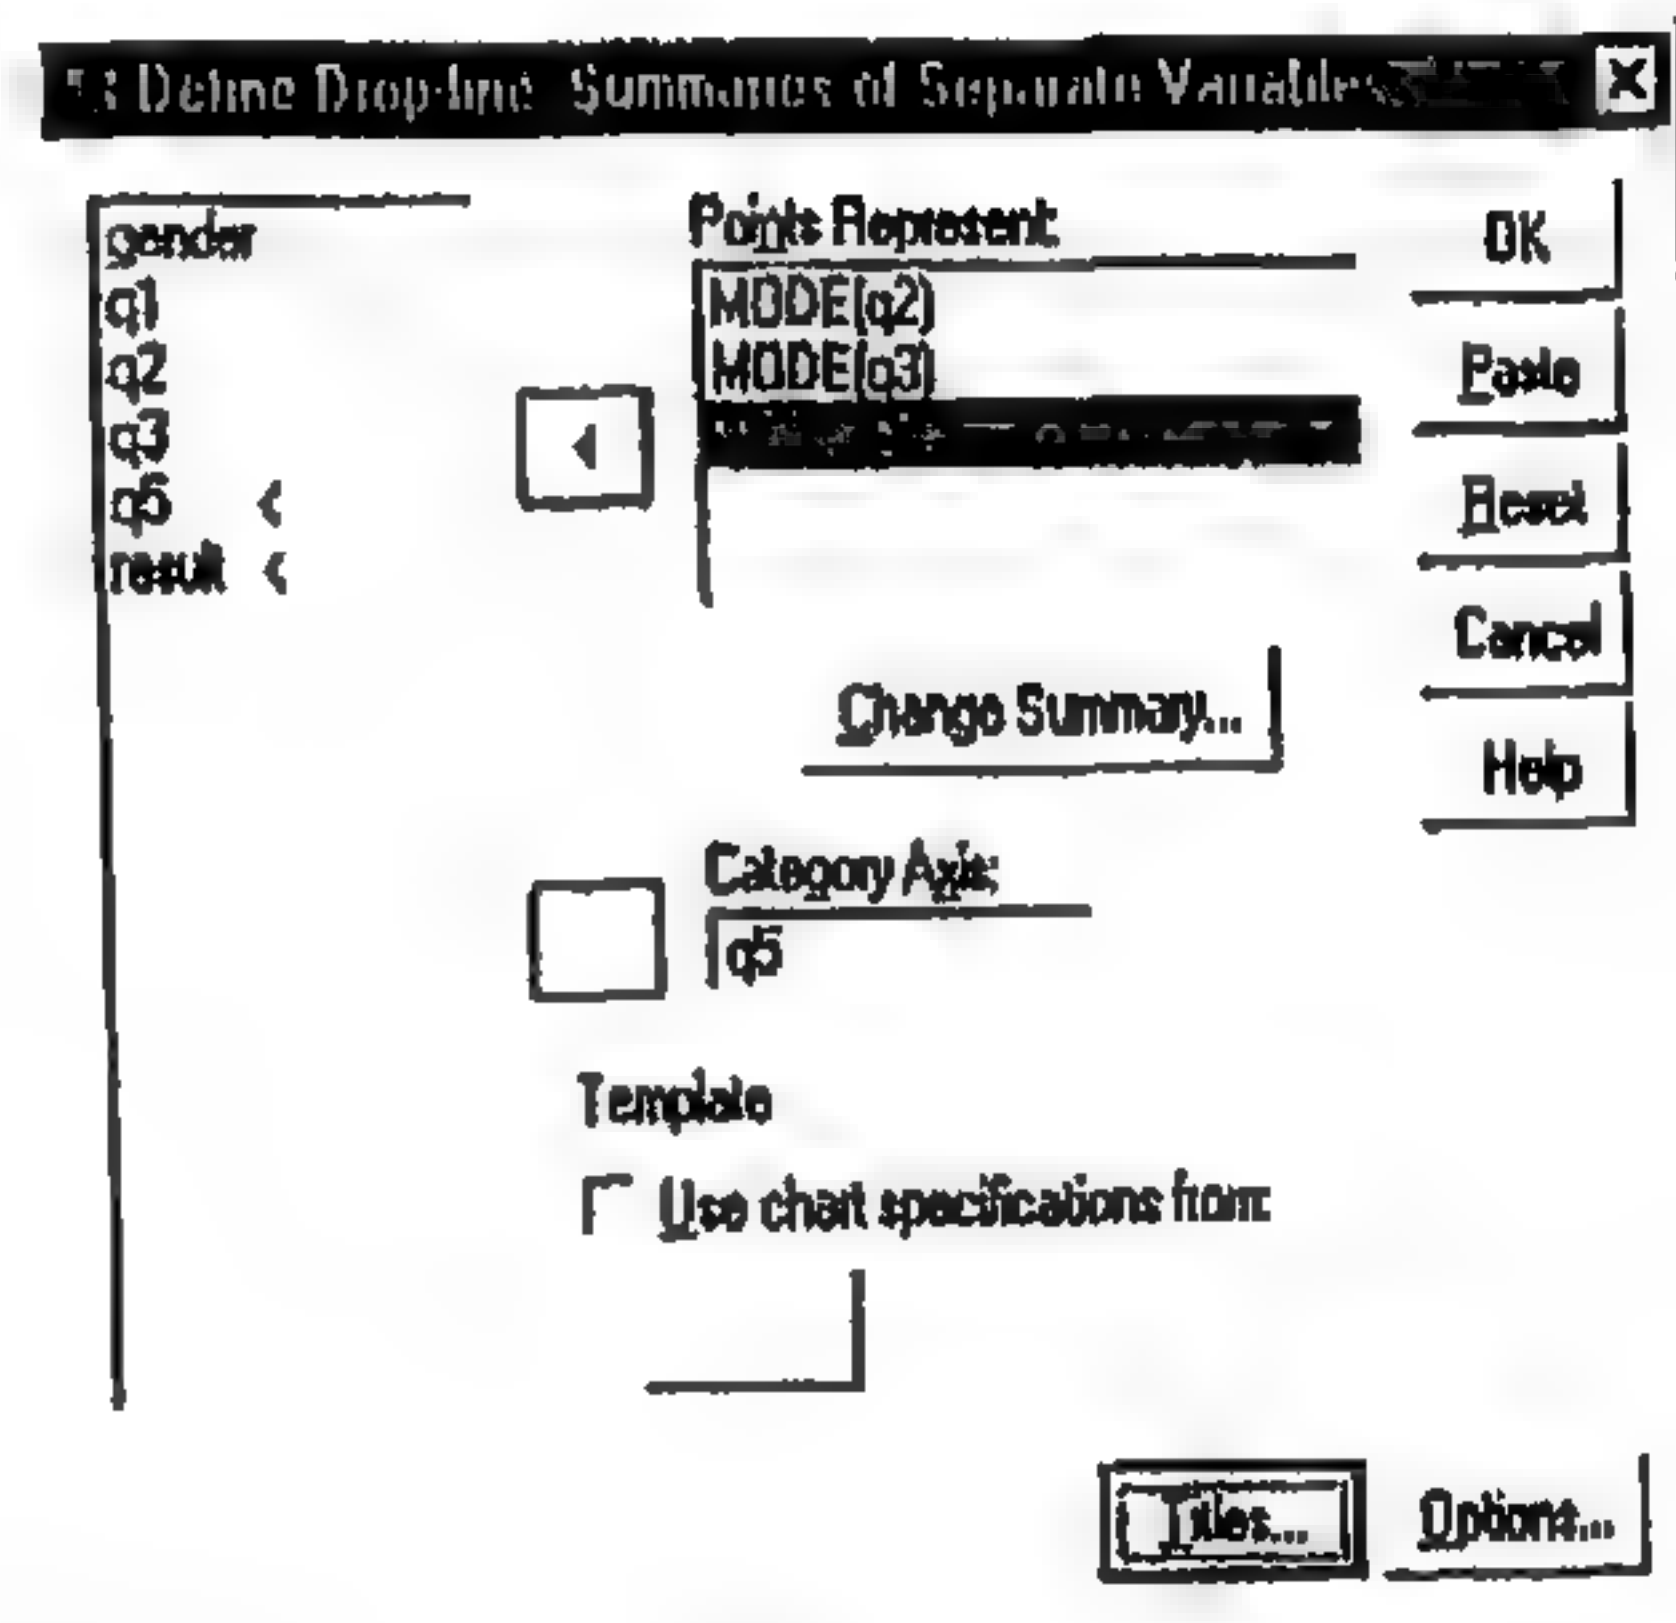 Define Drop-line: Summaries of Separate Variables
gender
q1
q2
q3
q5 <
result <
Points Represent:
MODE(q2)
MODE(q3)
Change Summary...
Category Axis:
q5
Template
Use chart specifications from:
OK
Paste
Reset
Cancel
Help
Titles...
Options...